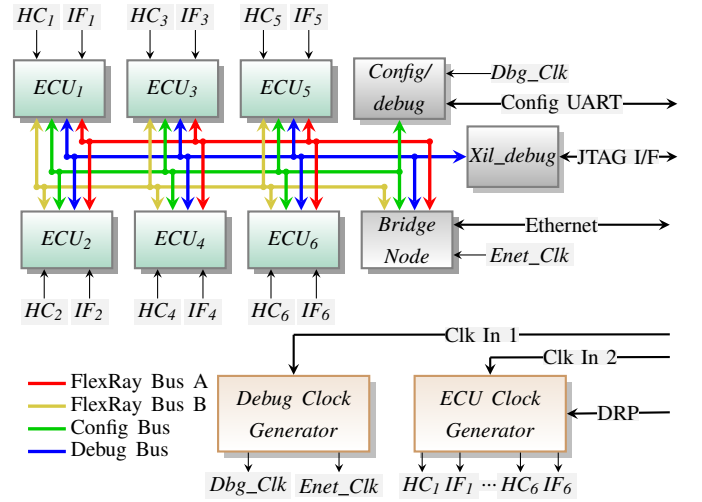 HC1 IF1 HC3 IF3 HC5 IF5
ECU1 ECU3 ECU5
Config/
debug
Dbg_Clk
Config UART
Xil_debug
JTAG I/F
ECU2 ECU4 ECU6
Bridge
Node
Ethernet
Enet_Clk
HC2 IF2 HC4 IF4 HC6 IF6
Clk In 1
Clk In 2
FlexRay Bus A
FlexRay Bus B
Config Bus
Debug Bus
Debug Clock
Generator
ECU Clock
Generator
DRP
Dbg_Clk Enet_Clk
HC1 IF1 ··· HC6 IF6